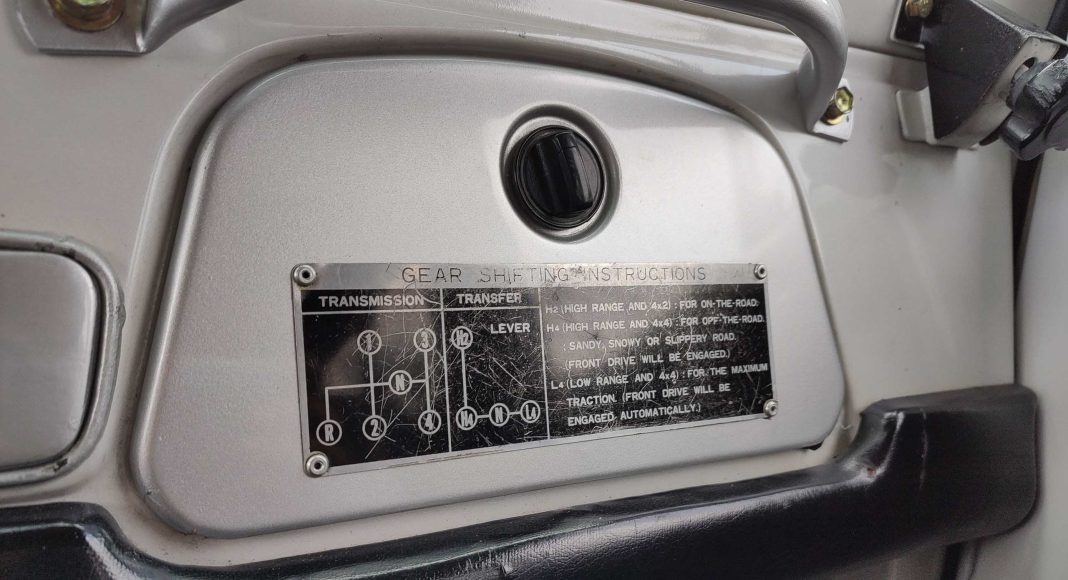 GEAR SHIFTING INSTRUCTIONS
TRANSMISSION
1 3
N
R 2 4
TRANSFER
LEVER
H2
H4 N L4
H2 (HIGH RANGE AND 4x2) : FOR ON-THE-ROAD.
H4 (HIGH RANGE AND 4x4) : FOR OFF-THE-ROAD.
: SANDY, SNOWY OR SLIPPERY ROAD.
(FRONT DRIVE WILL BE ENGAGED.)
L4 (LOW RANGE AND 4x4) : FOR THE MAXIMUM
TRACTION. (FRONT DRIVE WILL BE
ENGAGED AUTOMATICALLY.)